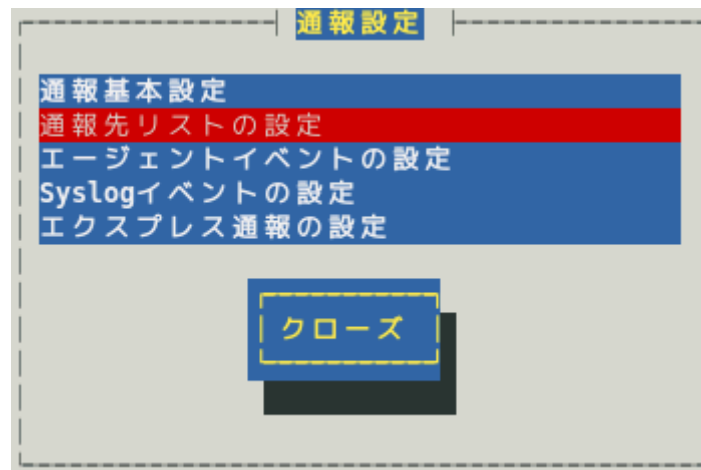 通報設定
通報基本設定
通報先リストの設定
エージェントイベントの設定
Syslogイベントの設定
エクスプレス通報の設定
クローズ